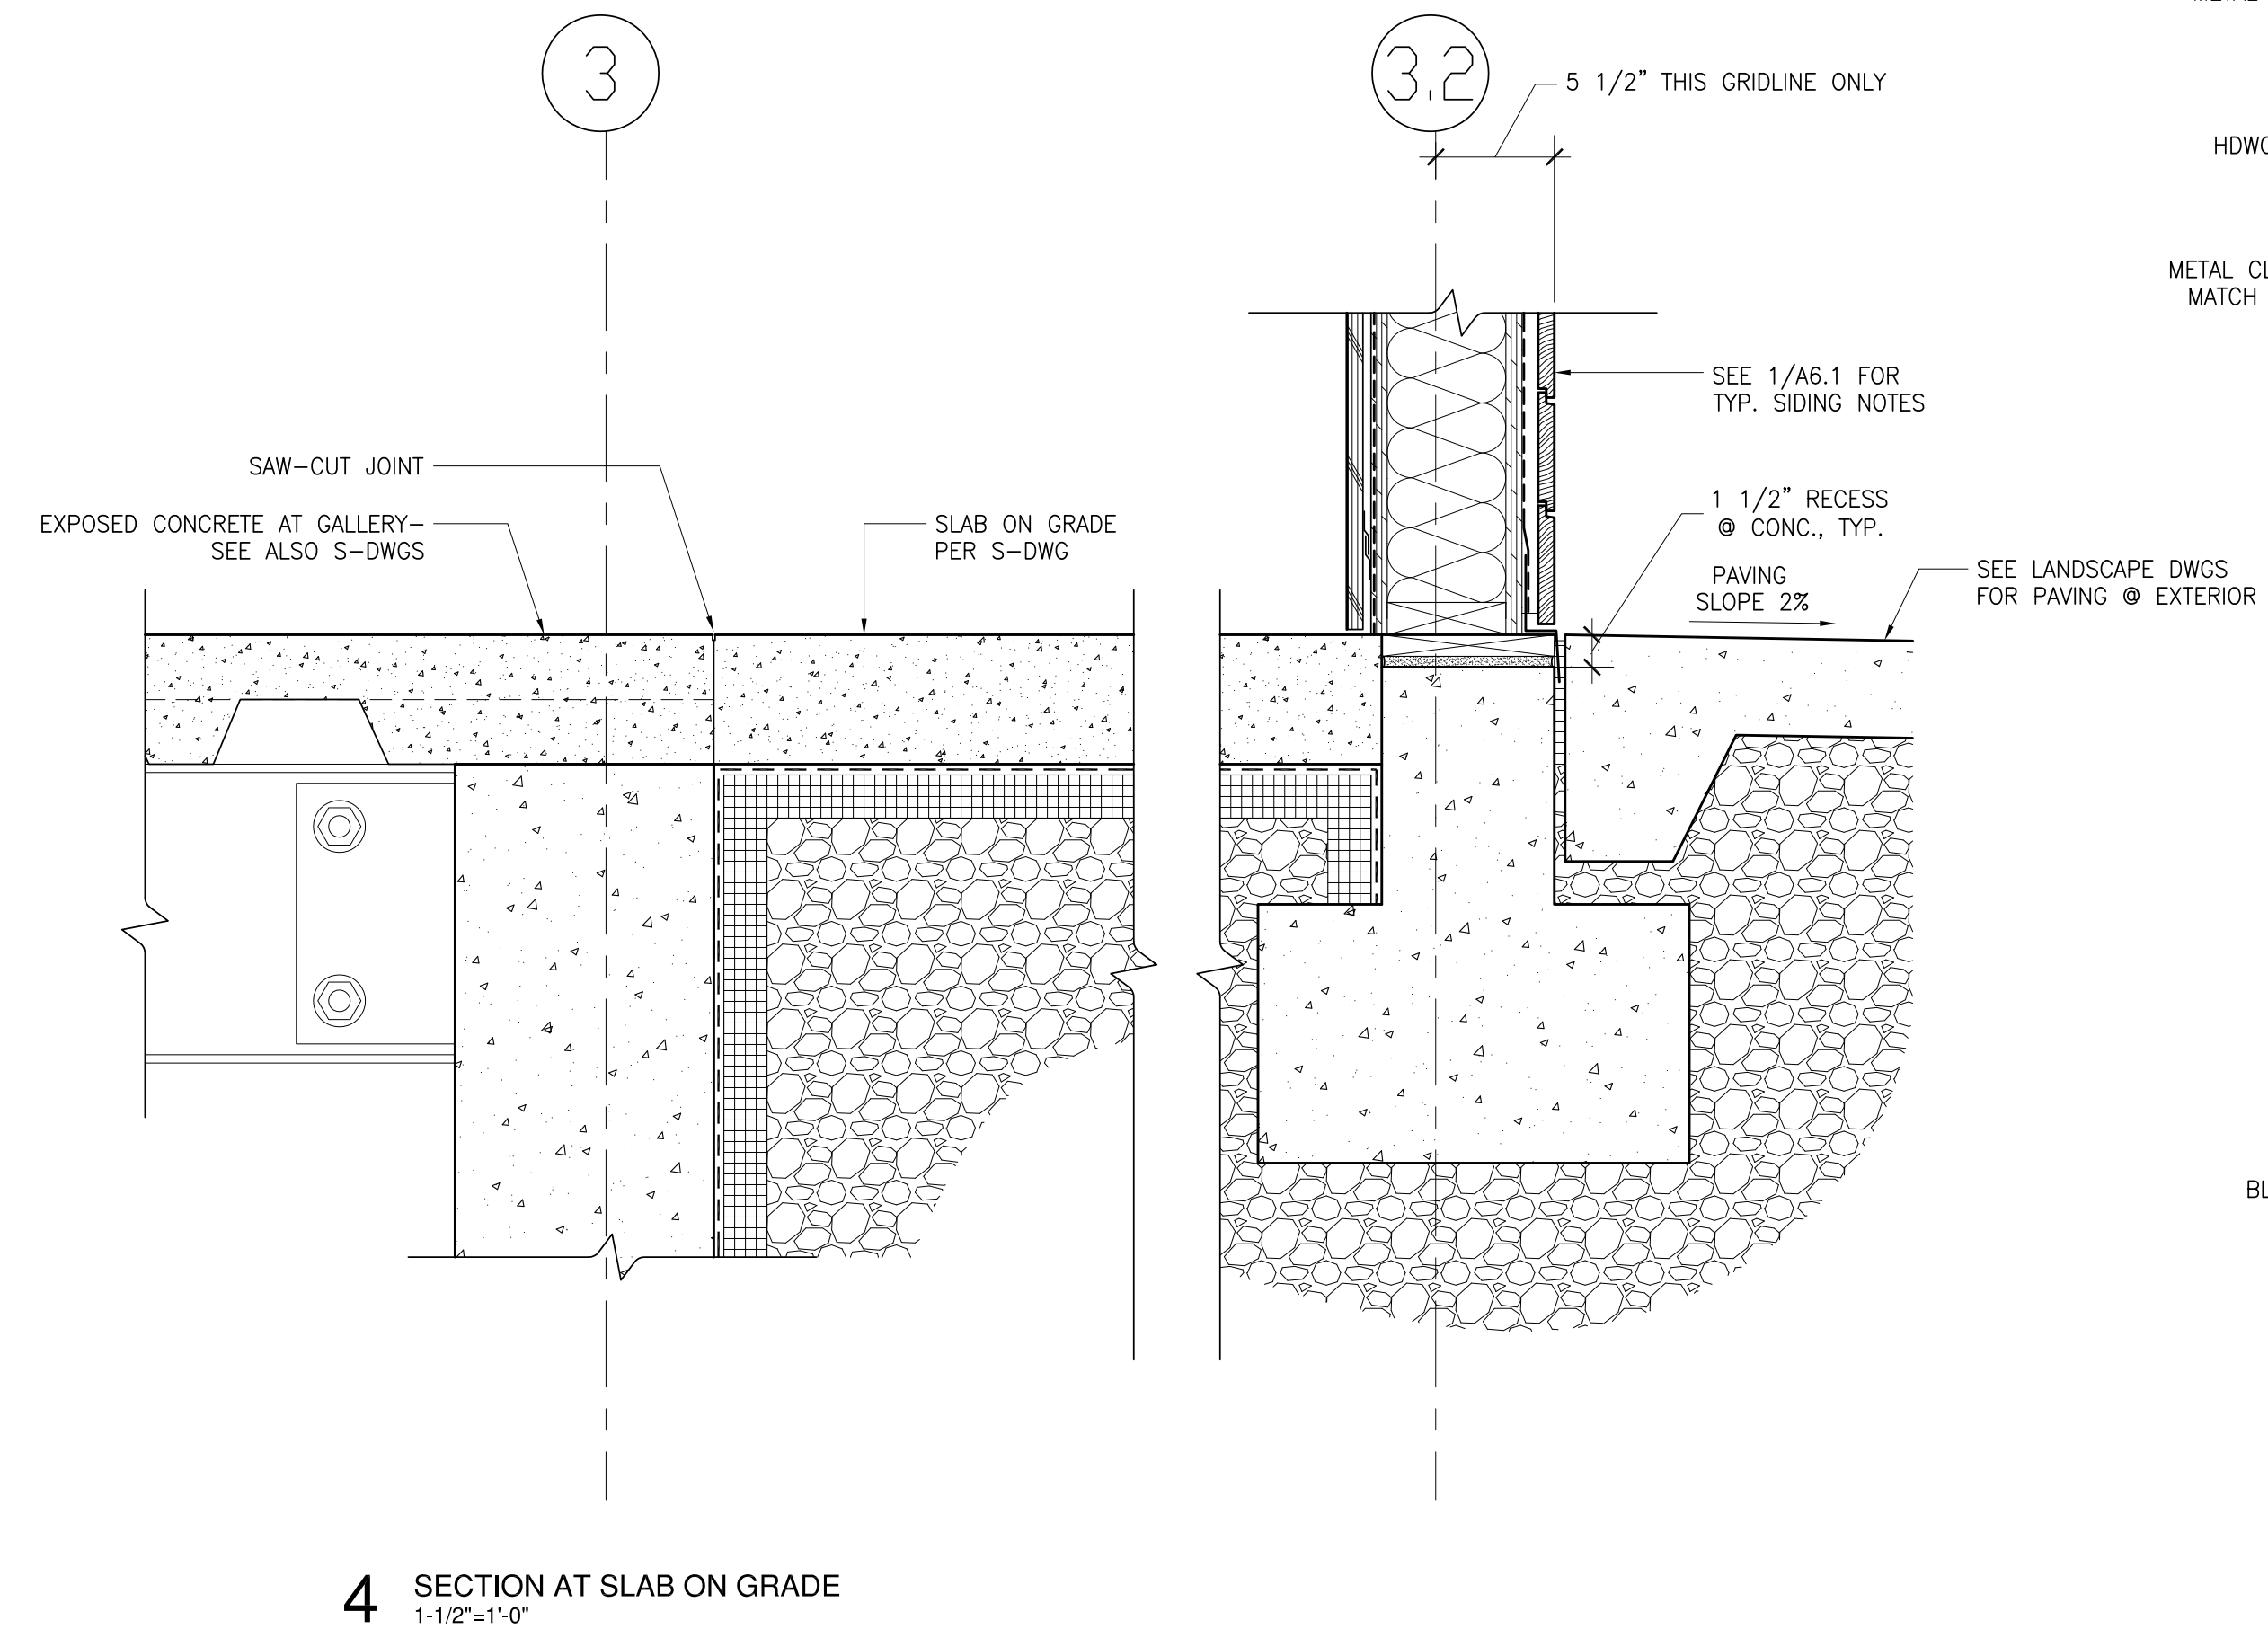 3
3.2
5 1/2" THIS GRIDLINE ONLY
METAL CL
MATCH
SEE 1/A6.1 FOR
TYP. SIDING NOTES
SAW-CUT JOINT
EXPOSED CONCRETE AT GALLERY-
SEE ALSO S-DWGS
SLAB ON GRADE
PER S-DWG
1 1/2" RECESS
@ CONC., TYP.
PAVING
SLOPE 2%
SEE LANDSCAPE DWGS
FOR PAVING @ EXTERIOR
4
SECTION AT SLAB ON GRADE
1-1/2"=1'-0"